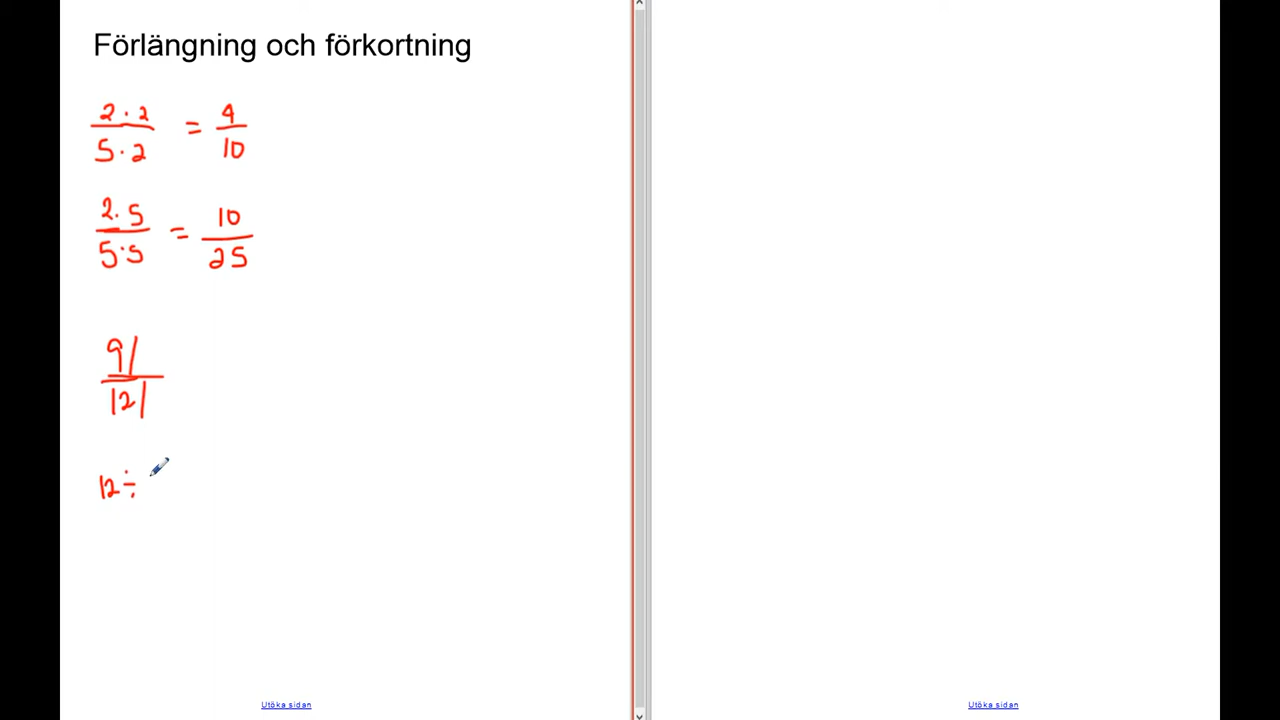 Förlängning och förkortning
2 · 2
5 · 2
= 4
10
2 · 5
5 · 5
= 10
25
9/
12/
12 ÷
Utöka sidan
Utöka sidan